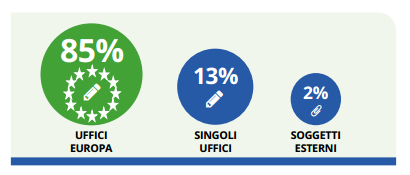 85%
13%
2%
UFFICI
EUROPA
SINGOLI
UFFICI
SOGGETTI
ESTERNI